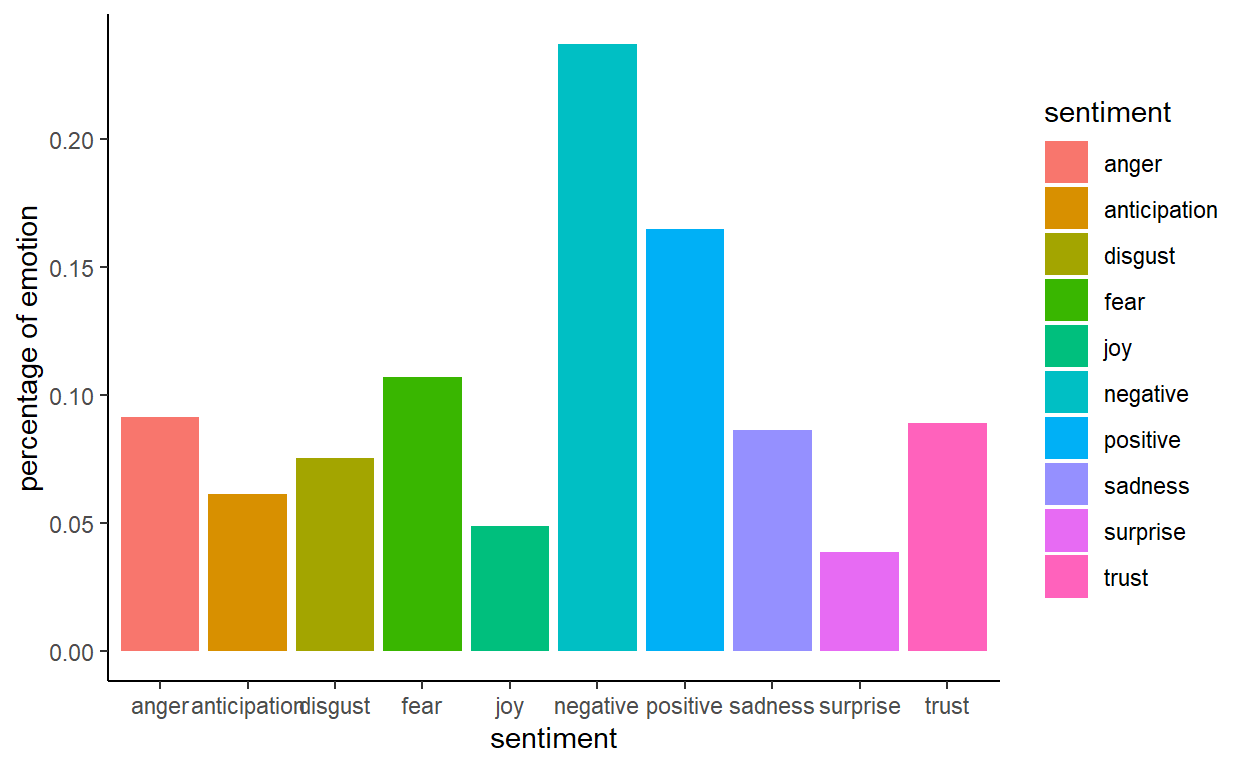 percentage of emotion
0.20
0.15
0.10
0.05
0.00
anger anticipation disgust fear joy negative positive sadness surprise trust
sentiment
sentiment
anger
anticipation
disgust
fear
joy
negative
positive
sadness
surprise
trust